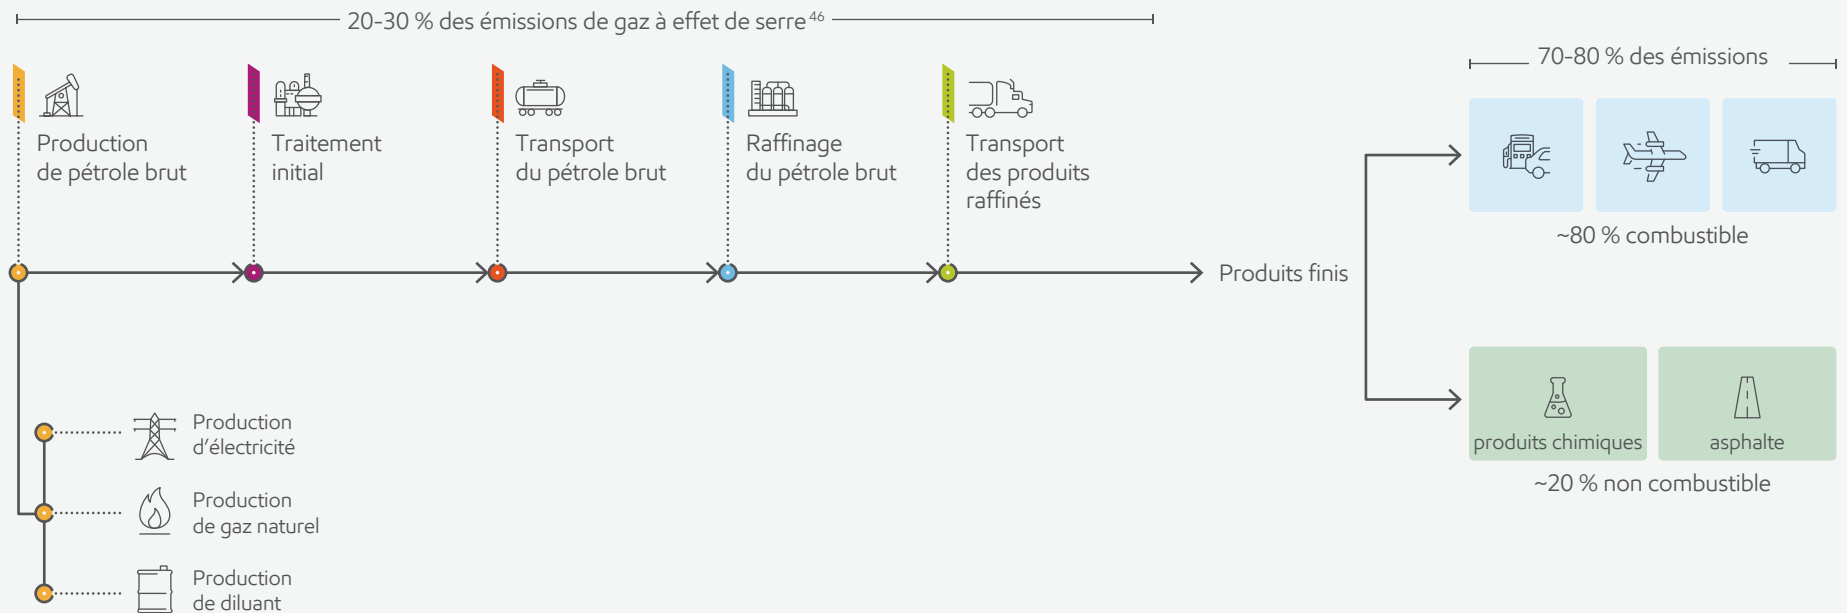 20-30 % des émissions de gaz à effet de serre 46
70-80 % des émissions
Production
de pétrole brut
Traitement
initial
Transport
du pétrole brut
Raffinage
du pétrole brut
Transport
des produits
raffinés
~80 % combustible
Produits finis
produits chimiques
asphalte
~20 % non combustible
Production
d'électricité
Production
de gaz naturel
Production
de diluant